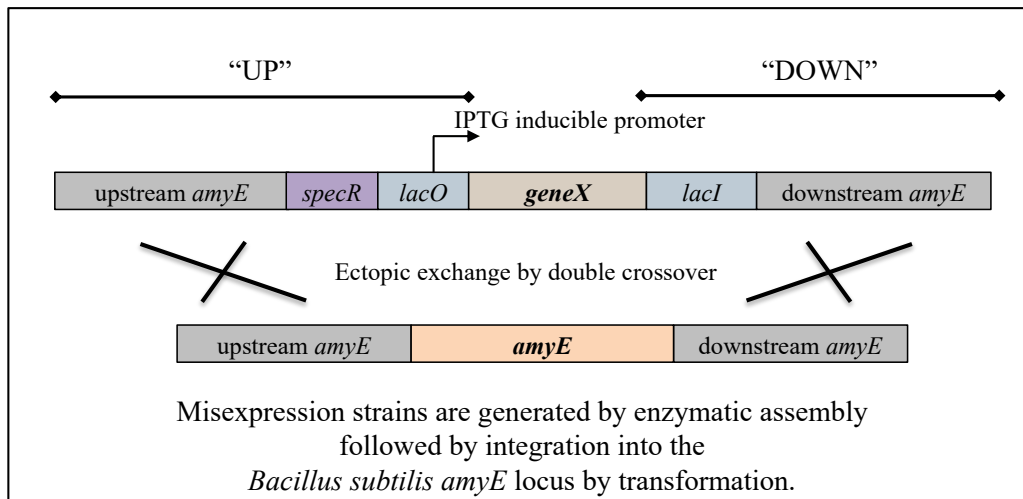 “UP”
“DOWN”
IPTG inducible promoter
upstream amyE specR lacO geneX lacI downstream amyE
Ectopic exchange by double crossover
upstream amyE amyE downstream amyE
Misexpression strains are generated by enzymatic assembly
followed by integration into the
Bacillus subtilis amyE locus by transformation.